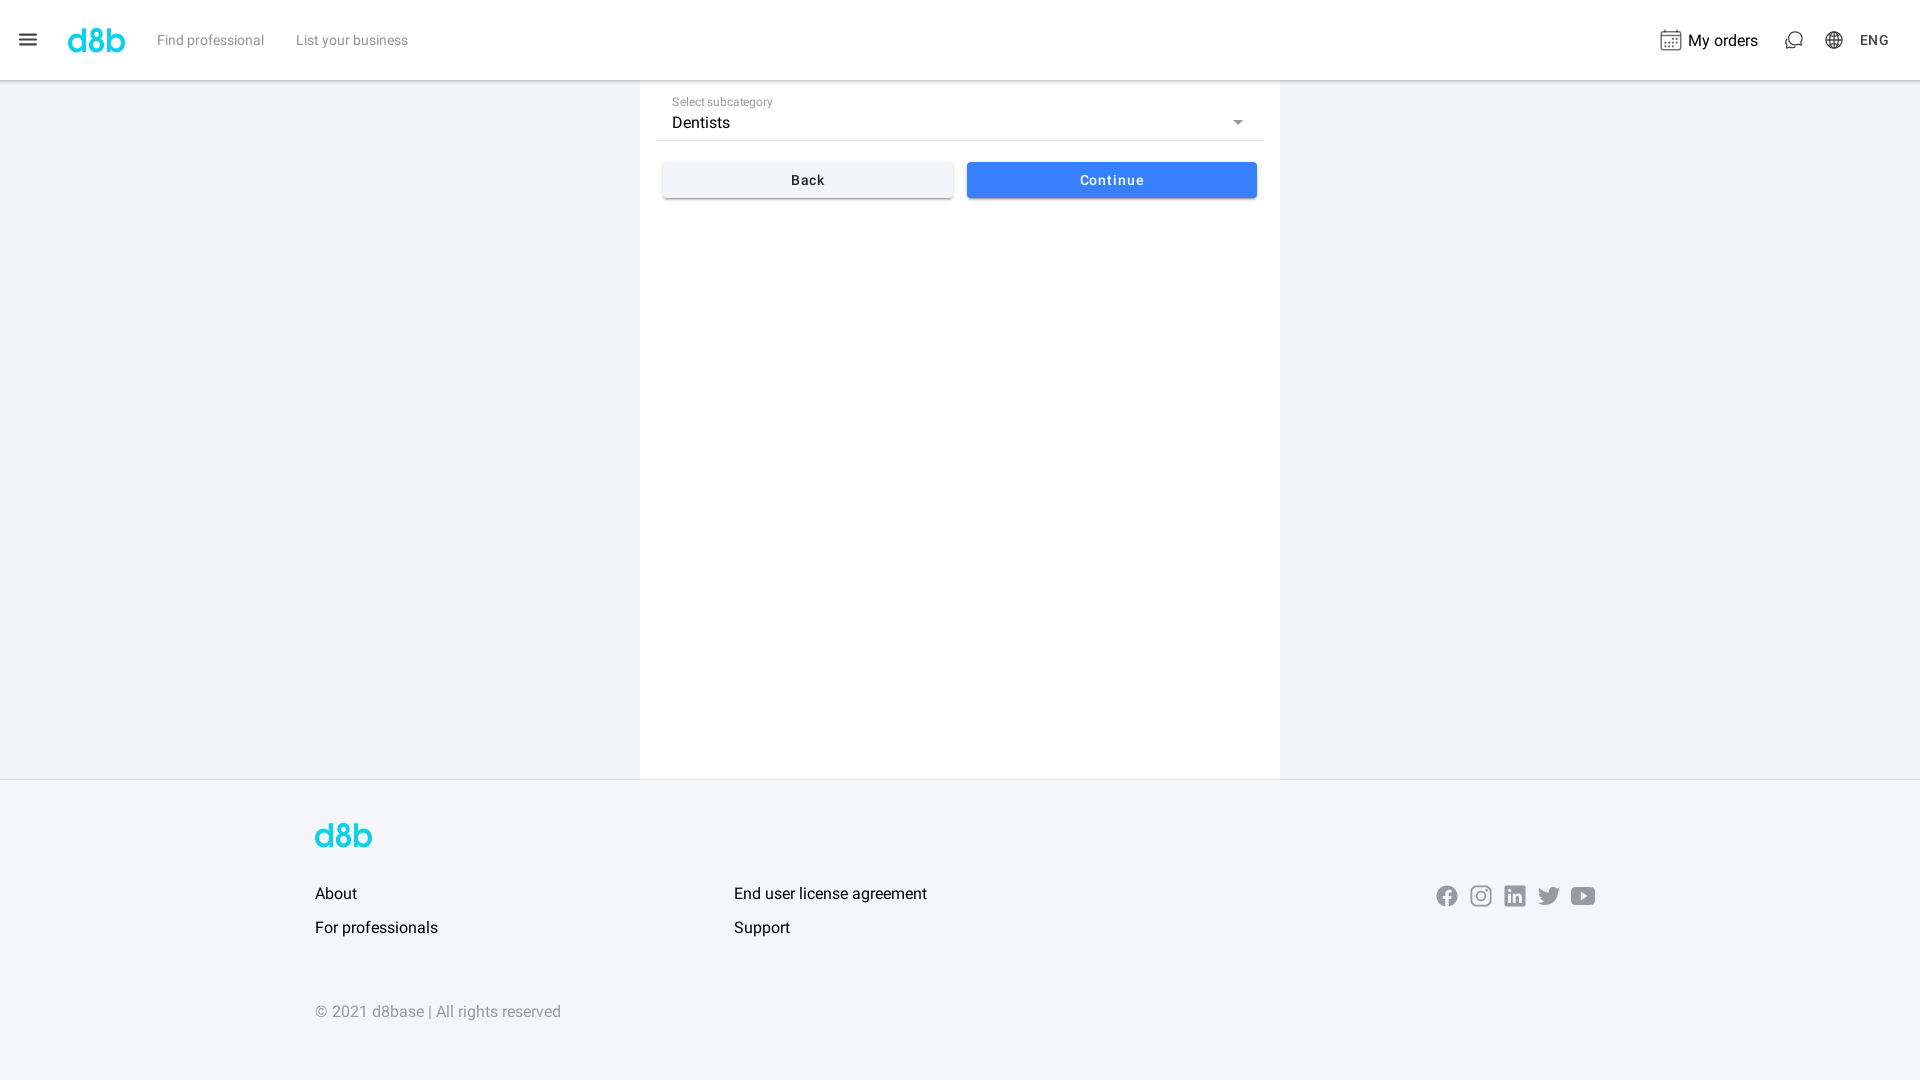 d8b
Find professional
List your business
My orders
ENG
Select subcategory
Dentists
Back
Continue
d8b
About
For professionals
End user license agreement
Support
© 2021 d8base | All rights reserved